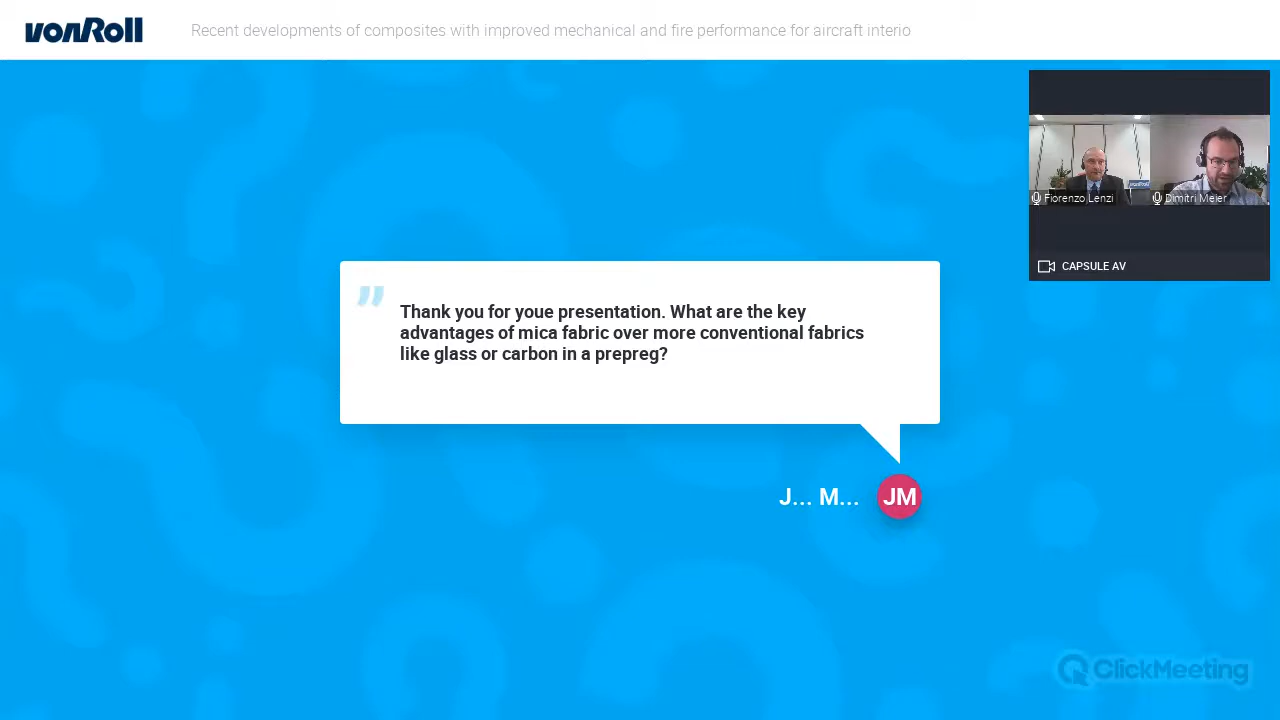 vonRoll
Recent developments of composites with improved mechanical and fire performance for aircraft interio
Fiorenzo Lenzi
Dimitri Meier
CAPSULE AV
"
Thank you for youe presentation. What are the key
advantages of mica fabric over more conventional fabrics
like glass or carbon in a prepreg?
J... M...
JM
ClickMeeting